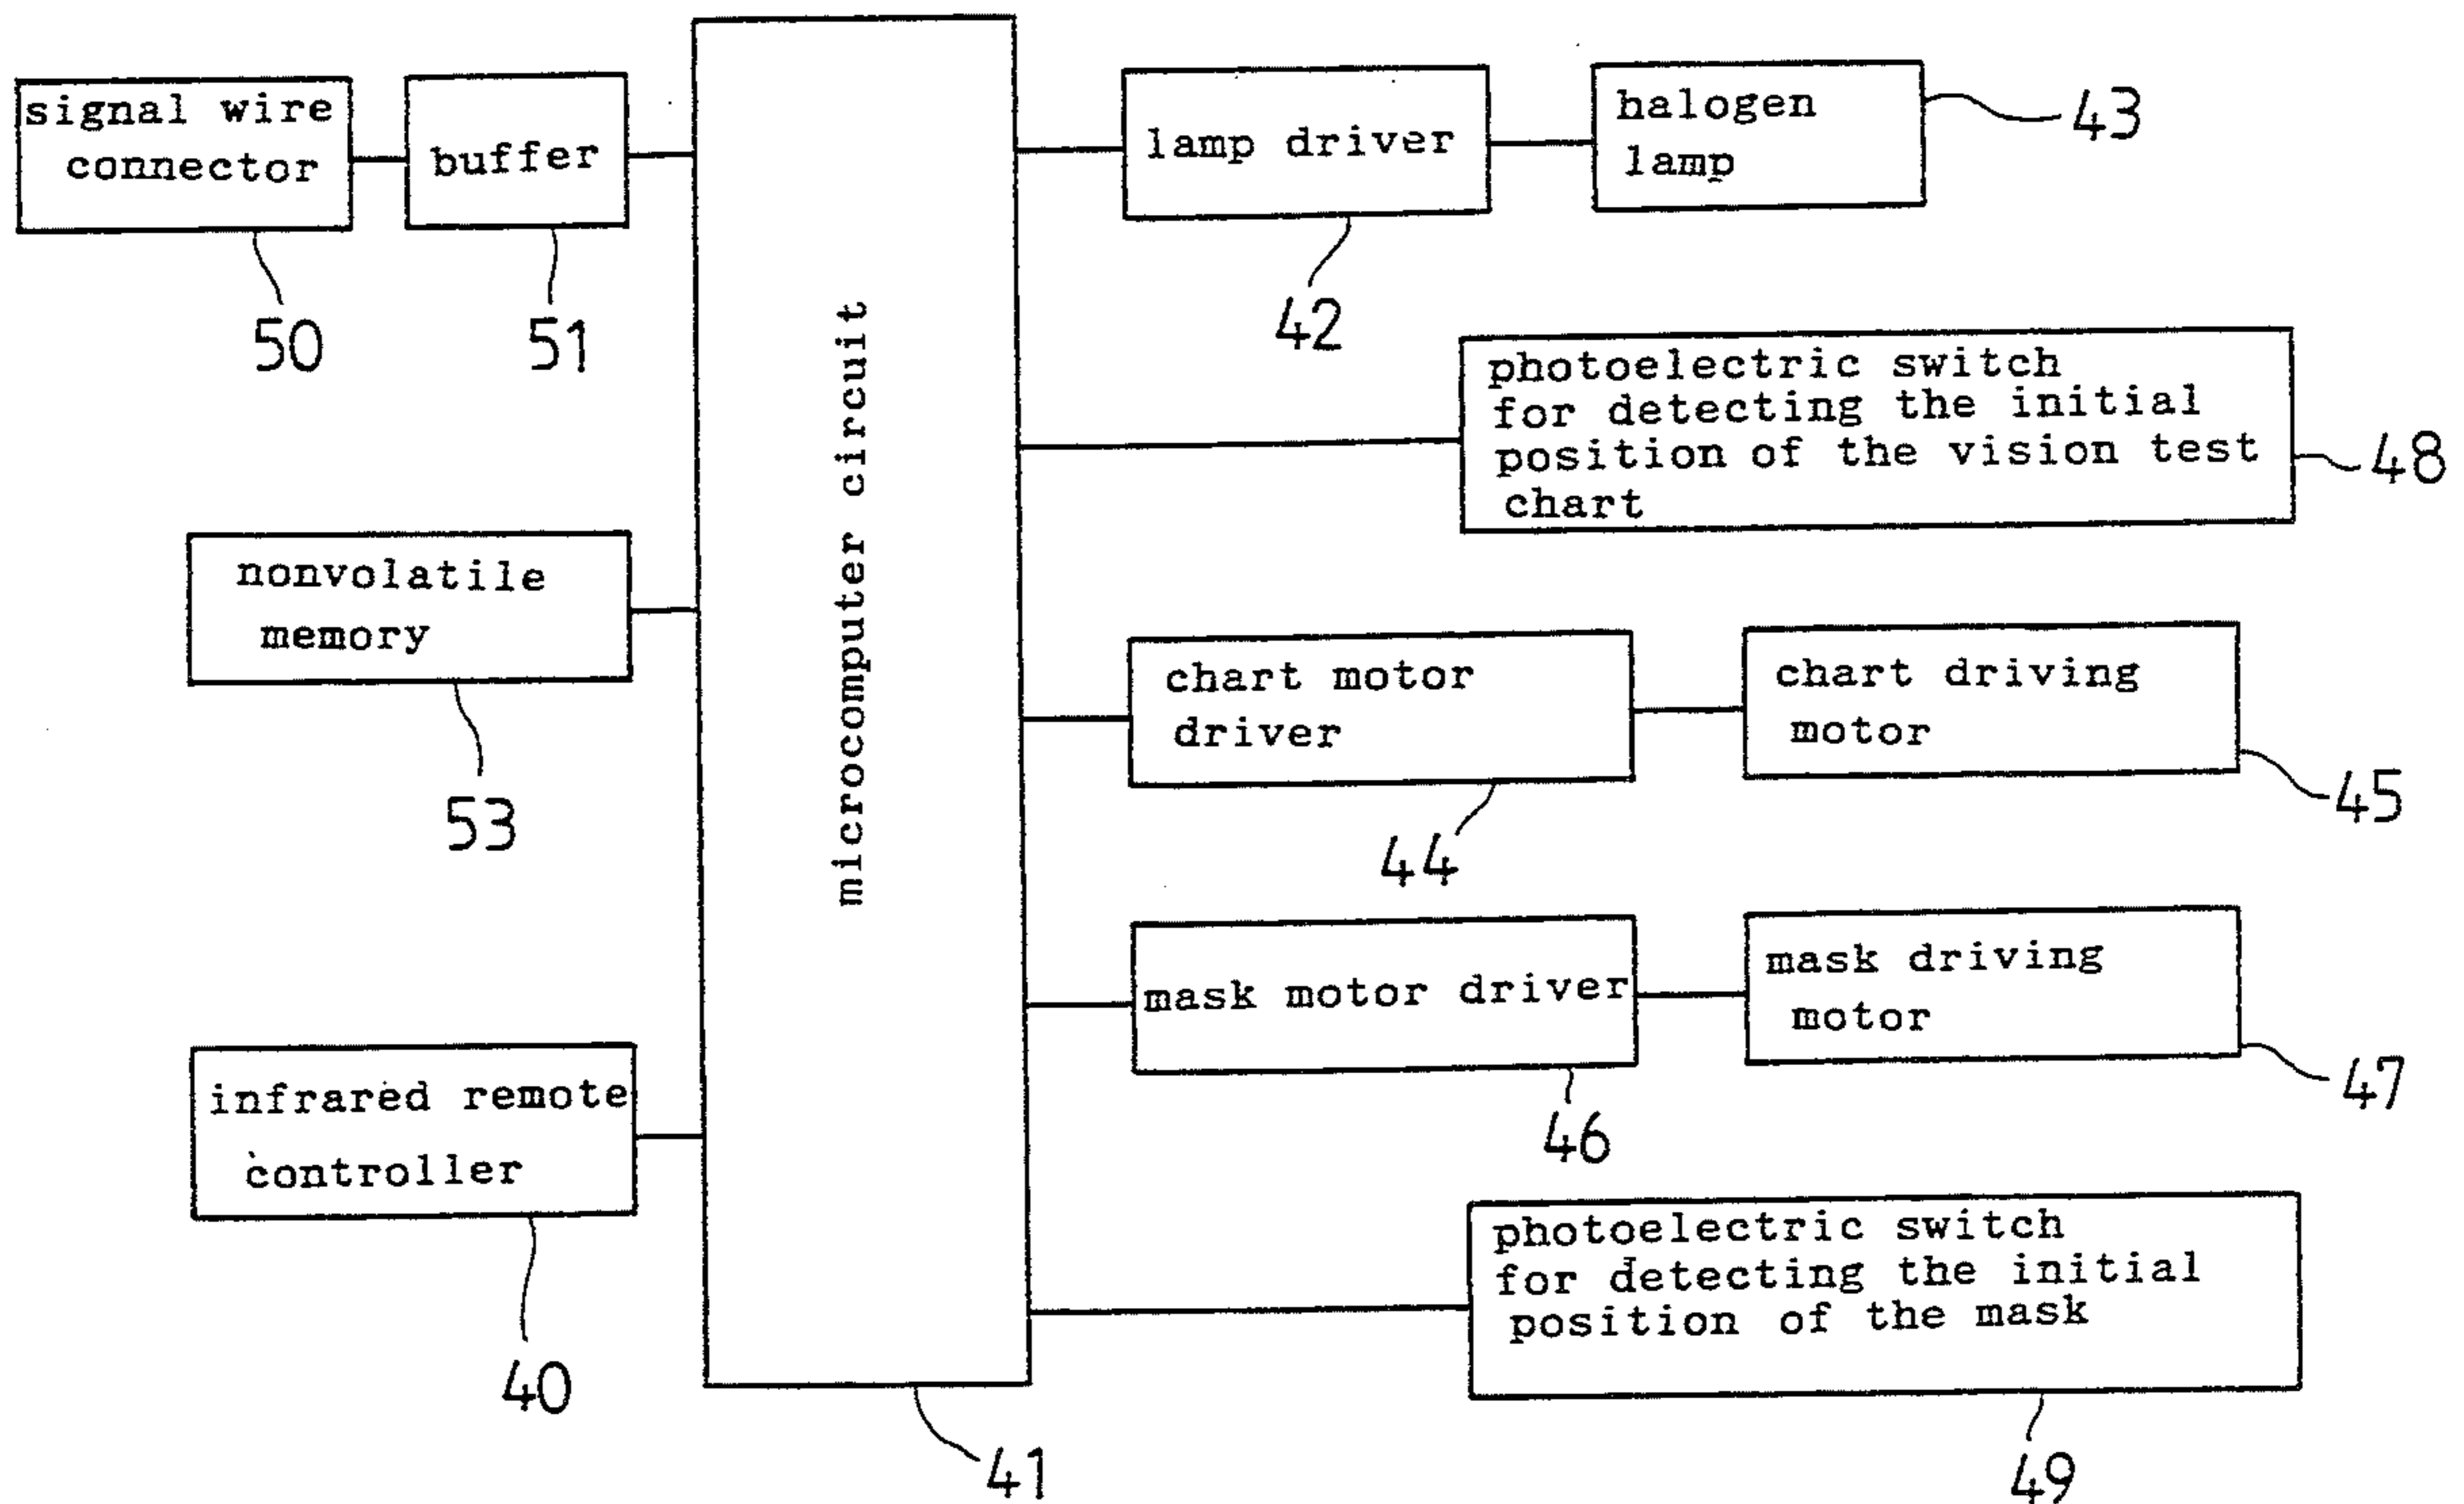 signal wire
connector
50
buffer
51
nonvolatile
memory
53
infrared remote
controller
40
microcomputer circuit
41
lamp driver
42
halogen
lamp
43
photoelectric switch
for detecting the initial
position of the vision test
chart
48
chart motor
driver
44
chart driving
motor
45
mask motor driver
46
mask driving
motor
47
photoelectric switch
for detecting the initial
position of the mask
49